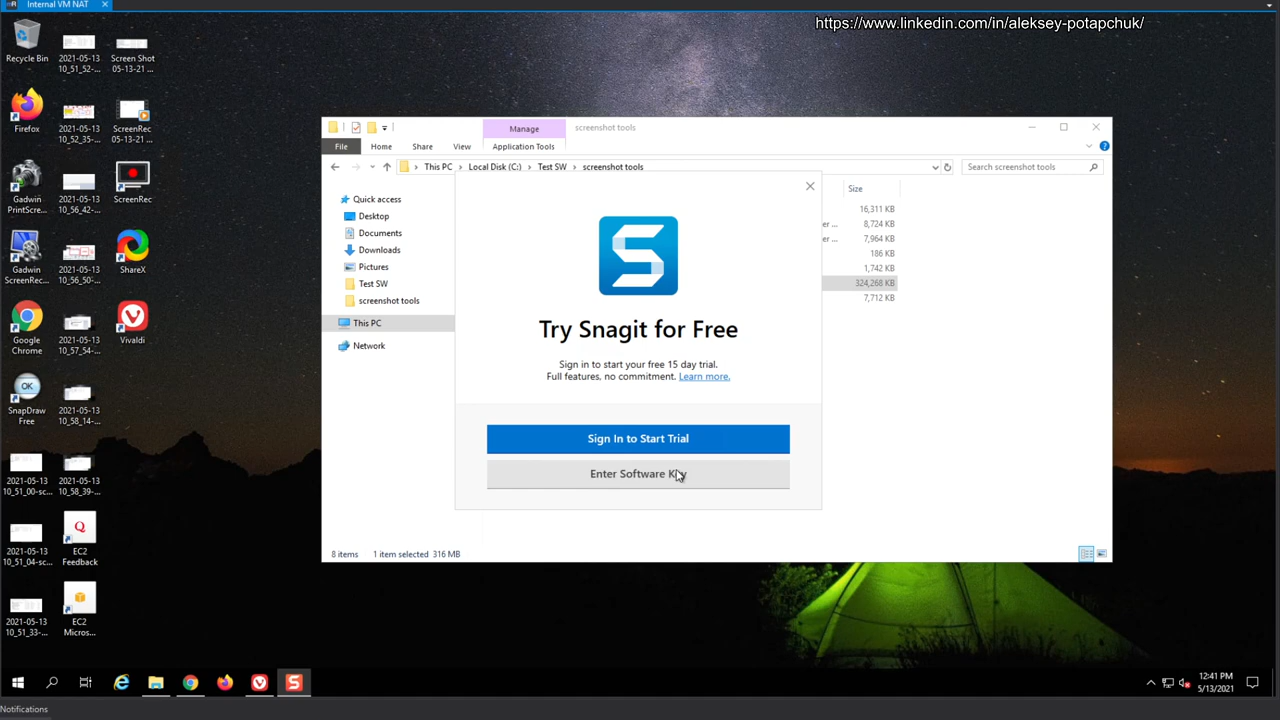 Internal VM NAT
https://www.linkedin.com/in/aleksey-potapchuk/
Recycle Bin
2021-05-13
10_51_52-...
Screen Shot
05-13-21 ...
Firefox
2021-05-13
10_52_35-...
ScreenRec
05-13-21 ...
Gadwin
PrintScre...
2021-05-13
10_56_42-...
ScreenRec
Gadwin
ScreenRec...
2021-05-13
10_56_50-...
ShareX
Google
Chrome
2021-05-13
10_57_54-...
Vivaldi
OK
SnapDraw
Free
2021-05-13
10_58_14-...
2021-05-13
10_51_00-sc...
2021-05-13
10_58_39-...
2021-05-13
10_51_04-sc...
EC2
Feedback
2021-05-13
10_51_33-...
EC2
Micros...
Manage
screenshot tools
File
Home
Share
View
Application Tools
This PC
Local Disk (C:)
Test SW
screenshot tools
Search screenshot tools
Quick access
Desktop
Documents
Downloads
Pictures
Test SW
screenshot tools
This PC
Network
Size
16,311 KB
er ...
8,724 KB
er ...
7,964 KB
186 KB
1,742 KB
324,268 KB
7,712 KB
Try Snagit for Free
Sign in to start your free 15 day trial.
Full features, no commitment. Learn more.
Sign In to Start Trial
Enter Software Key
8 items
1 item selected 316 MB
12:41 PM
5/13/2021
Notifications